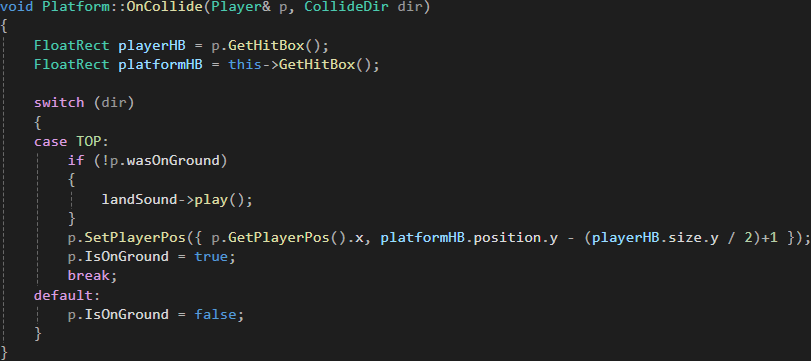 void Platform::OnCollide(Player& p, CollideDir dir)
{
    FloatRect playerHB = p.GetHitBox();
    FloatRect platformHB = this->GetHitBox();

    switch (dir)
    {
    case TOP:
        if (!p.wasOnGround)
        {
            landSound->play();
        }
        p.SetPlayerPos({ p.GetPlayerPos().x, platformHB.position.y - (playerHB.size.y / 2)+1 });
        p.IsOnGround = true;
        break;
    default:
        p.IsOnGround = false;
    }
}